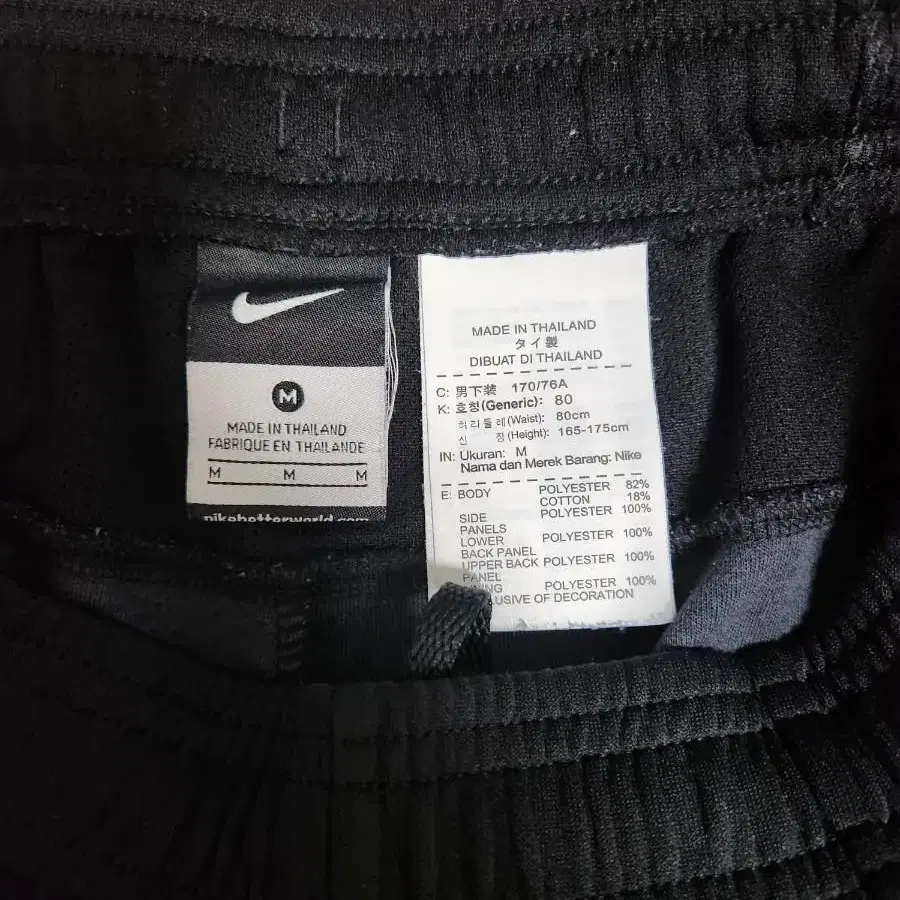 M
MADE IN THAILAND
FABRIQUE EN THAILANDE
M M M
nikebetterworld.com
MADE IN THAILAND
タイ製
DIBUAT DI THAILAND
C: 男下裝 170/76A
K: 호칭(Generic): 80
허리둘레(Waist): 80cm
신 장(Height): 165-175cm
IN: Ukuran: M
Nama dan Merek Barang: Nike
E: BODY POLYESTER 82%
COTTON 18%
SIDE POLYESTER 100%
PANELS
LOWER POLYESTER 100%
BACK PANEL
UPPER BACK POLYESTER 100%
PANEL
POLYESTER 100%
OF DECORATION